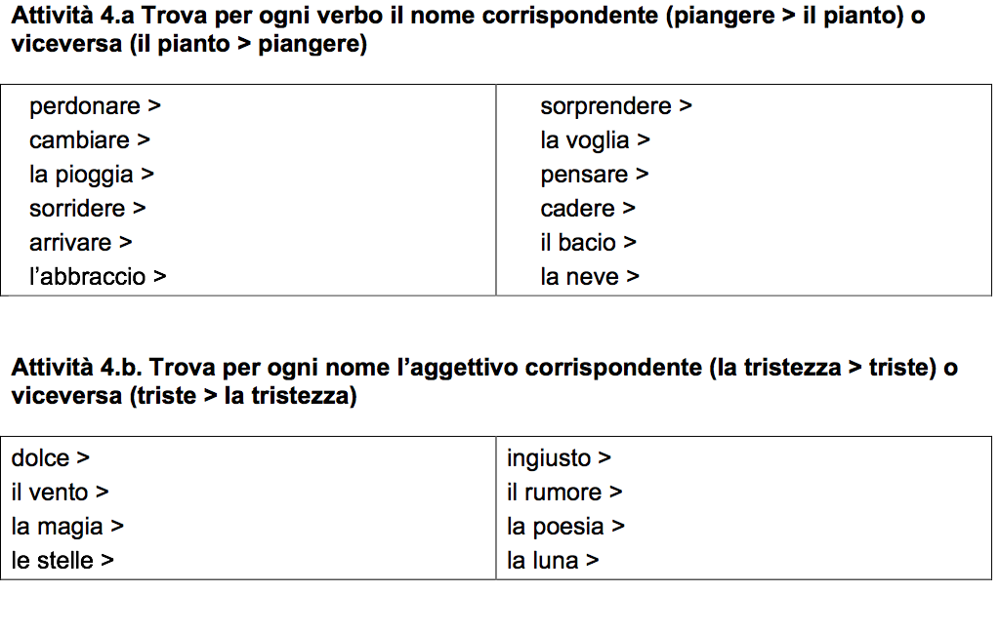 Attività 4.a Trova per ogni verbo il nome corrispondente (piangere > il pianto) o
viceversa (il pianto > piangere)
perdonare >
cambiare >
la pioggia >
sorridere >
arrivare >
l’abbraccio >
sorprendere >
la voglia >
pensare >
cadere >
il bacio >
la neve >
Attività 4.b. Trova per ogni nome l’aggettivo corrispondente (la tristezza > triste) o
viceversa (triste > la tristezza)
dolce >
il vento >
la magia >
le stelle >
ingiusto >
il rumore >
la poesia >
la luna >